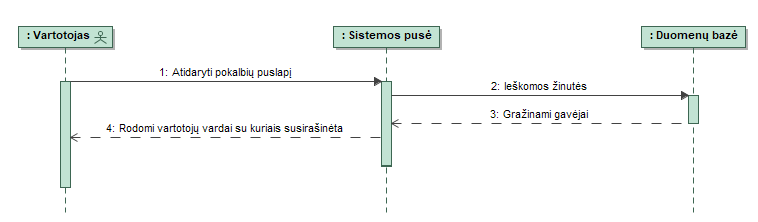 : Vartotojas
: Sistemos pusė
: Duomenų bazė
1: Atidaryti pokalbių puslapį
2: Ieškomos žinutės
3: Gražinami gavėjai
4: Rodomi vartotojų vardai su kuriais susirašinėta